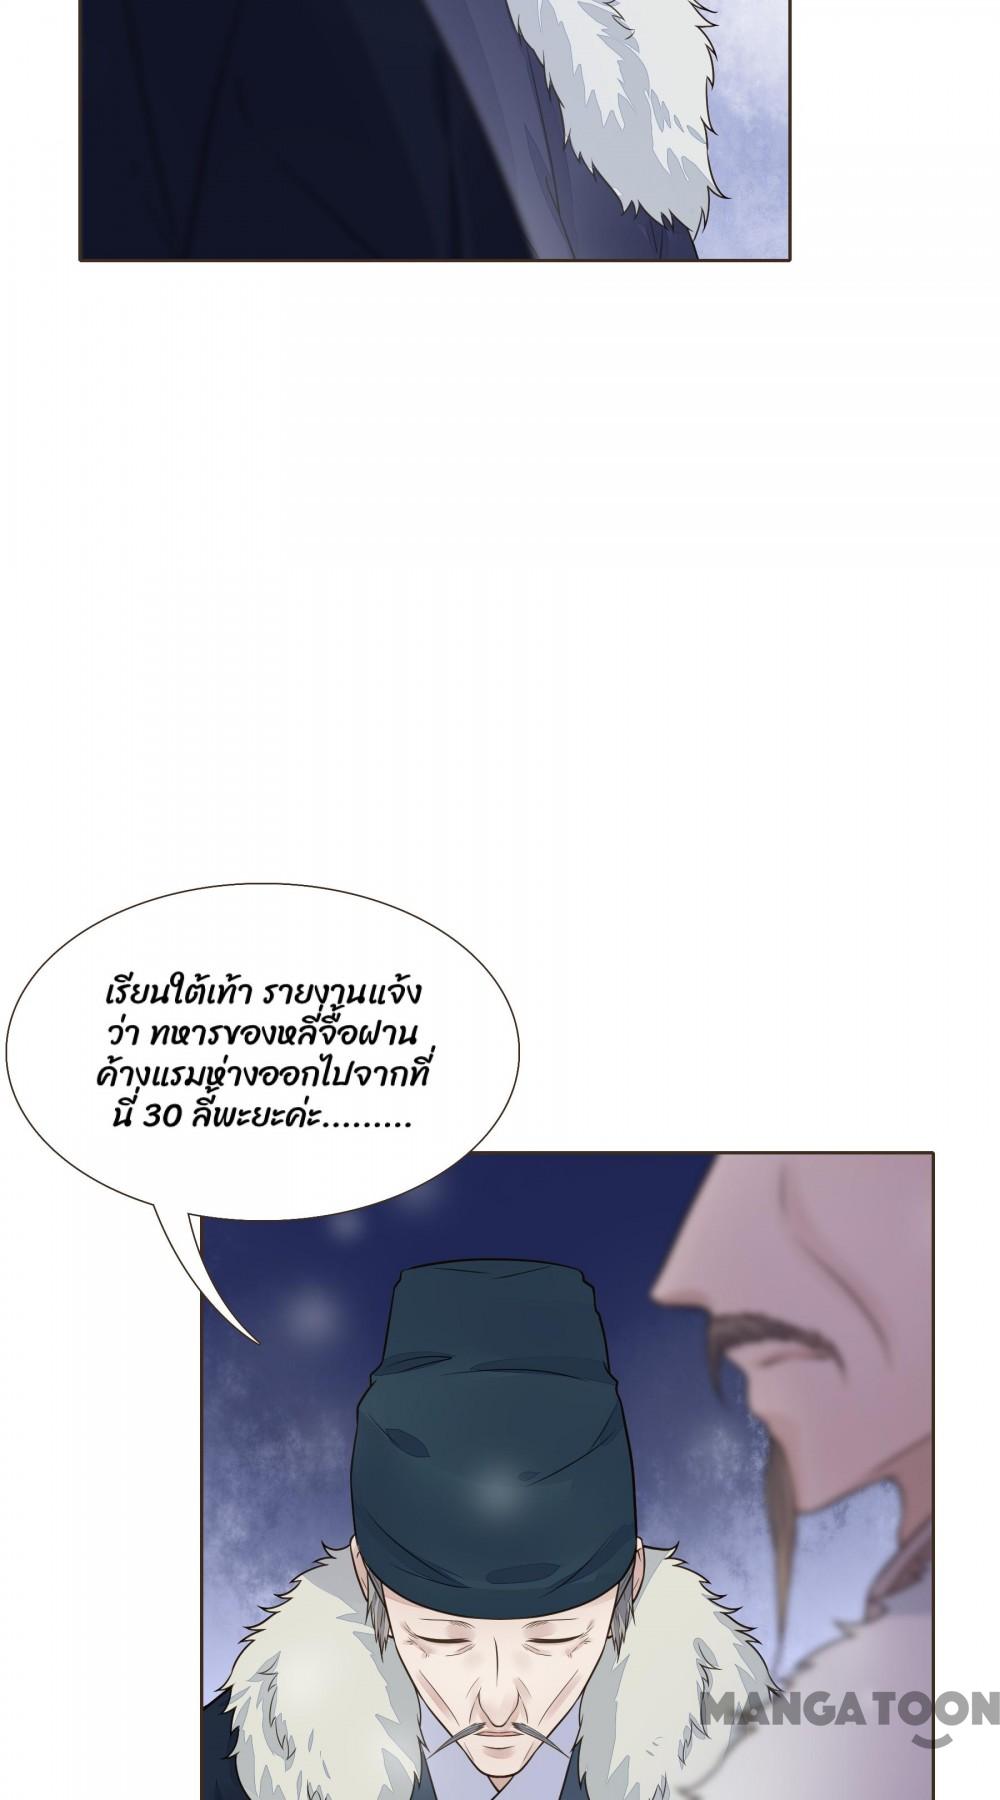 เรียนใต้เท้า รายงานแจ้ง
ว่า ทหารของหลี่จื้อฝาน
ค้างแรมห่างออกไปจากที่
นี่ 30 ลี้พะยะค่ะ.........
MANGATOON